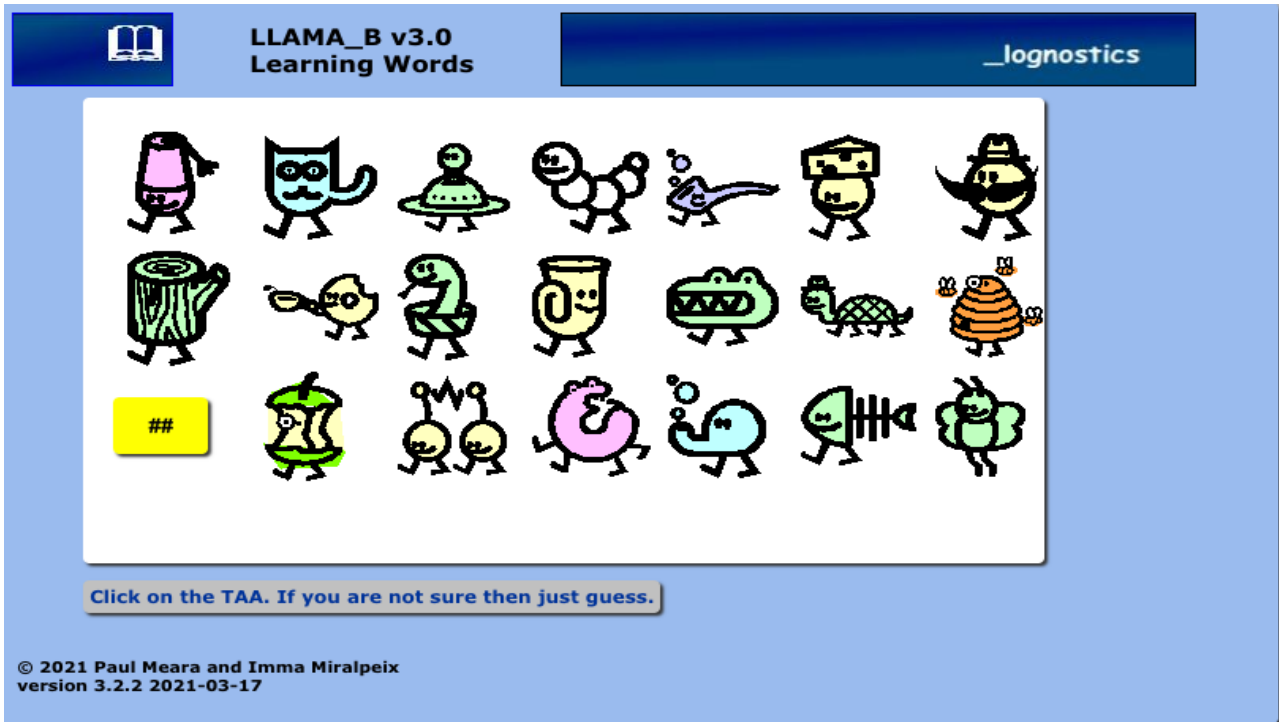 LLAMA_B v3.0
Learning Words
_lognostics
##
Click on the TAA. If you are not sure then just guess.
© 2021 Paul Meara and Imma Miralpeix
version 3.2.2 2021-03-17